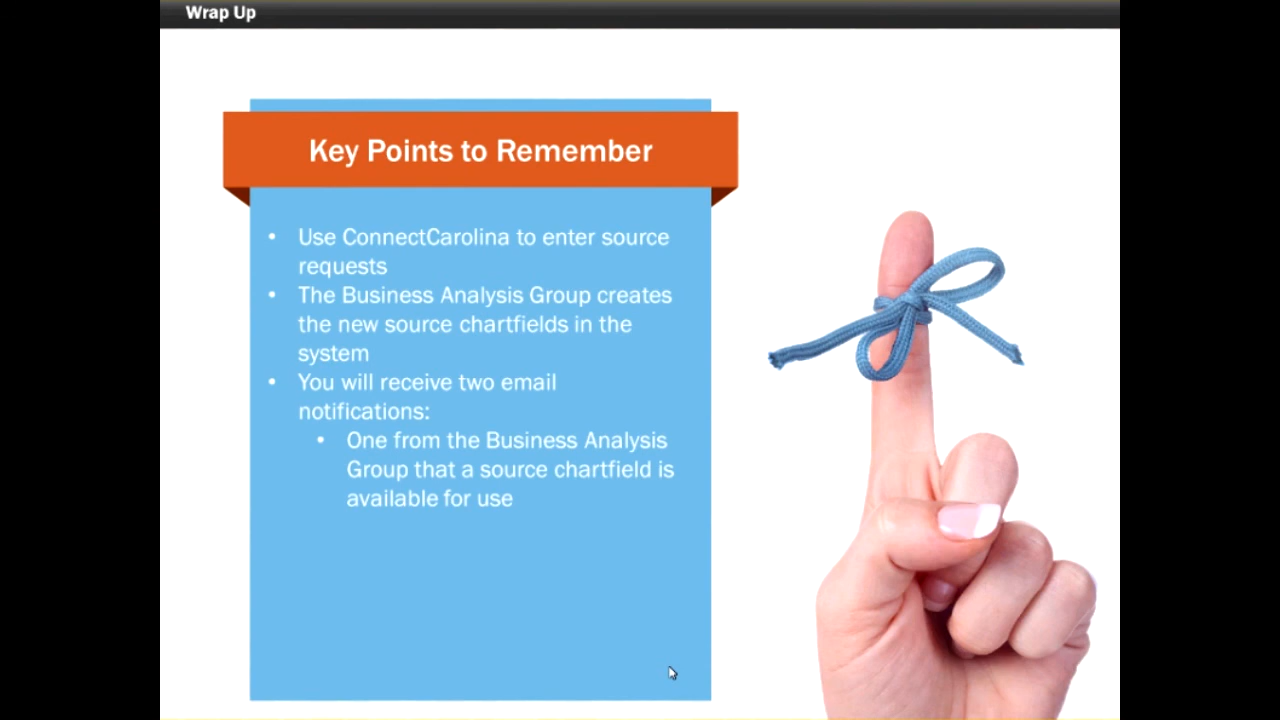 Wrap Up
Key Points to Remember
• Use ConnectCarolina to enter source
requests
• The Business Analysis Group creates
the new source chartfields in the
system
• You will receive two email
notifications:
• One from the Business Analysis
Group that a source chartfield is
available for use